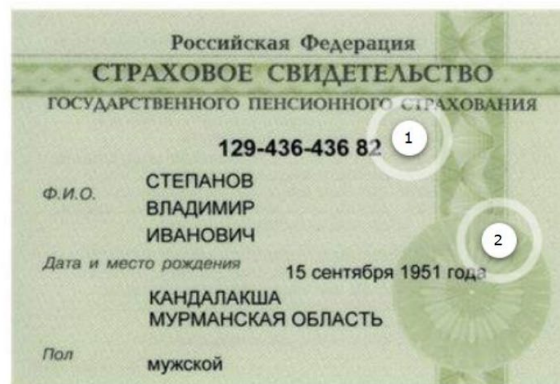 Российская Федерация
СТРАХОВОЕ СВИДЕТЕЛЬСТВО
ГОСУДАРСТВЕННОГО ПЕНСИОННОГО СТРАХОВАНИЯ
129-436-436 82
1
Ф.И.О.
СТЕПАНОВ
ВЛАДИМИР
ИВАНОВИЧ
2
Дата и место рождения
15 сентября 1951 года
КАНДАЛАКША
МУРМАНСКАЯ ОБЛАСТЬ
Пол
мужской